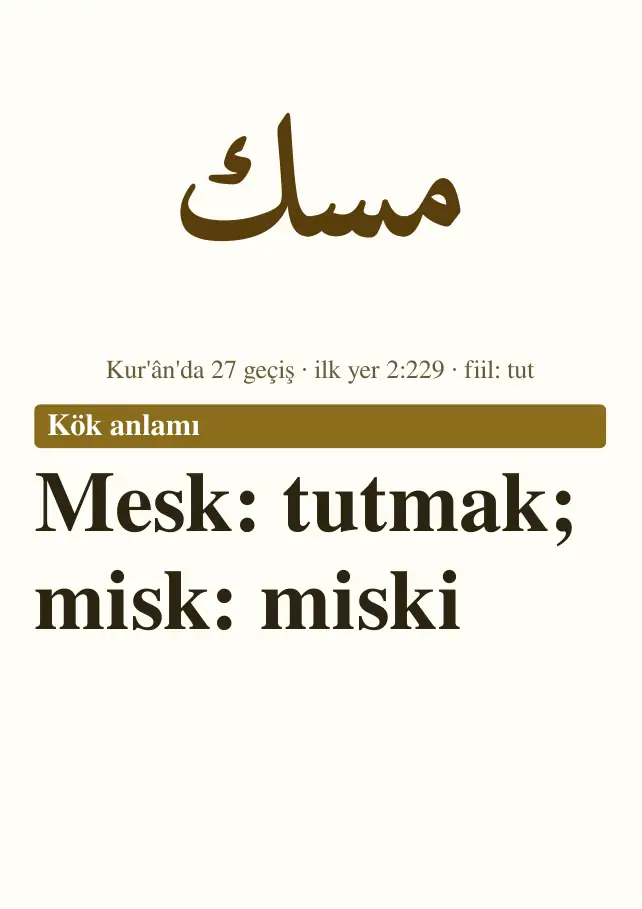 مسك
Kur'ân'da 27 geçiş · ilk yer 2:229 · fiil: tut
Kök anlamı
Mesk: tutmak;
misk: miski